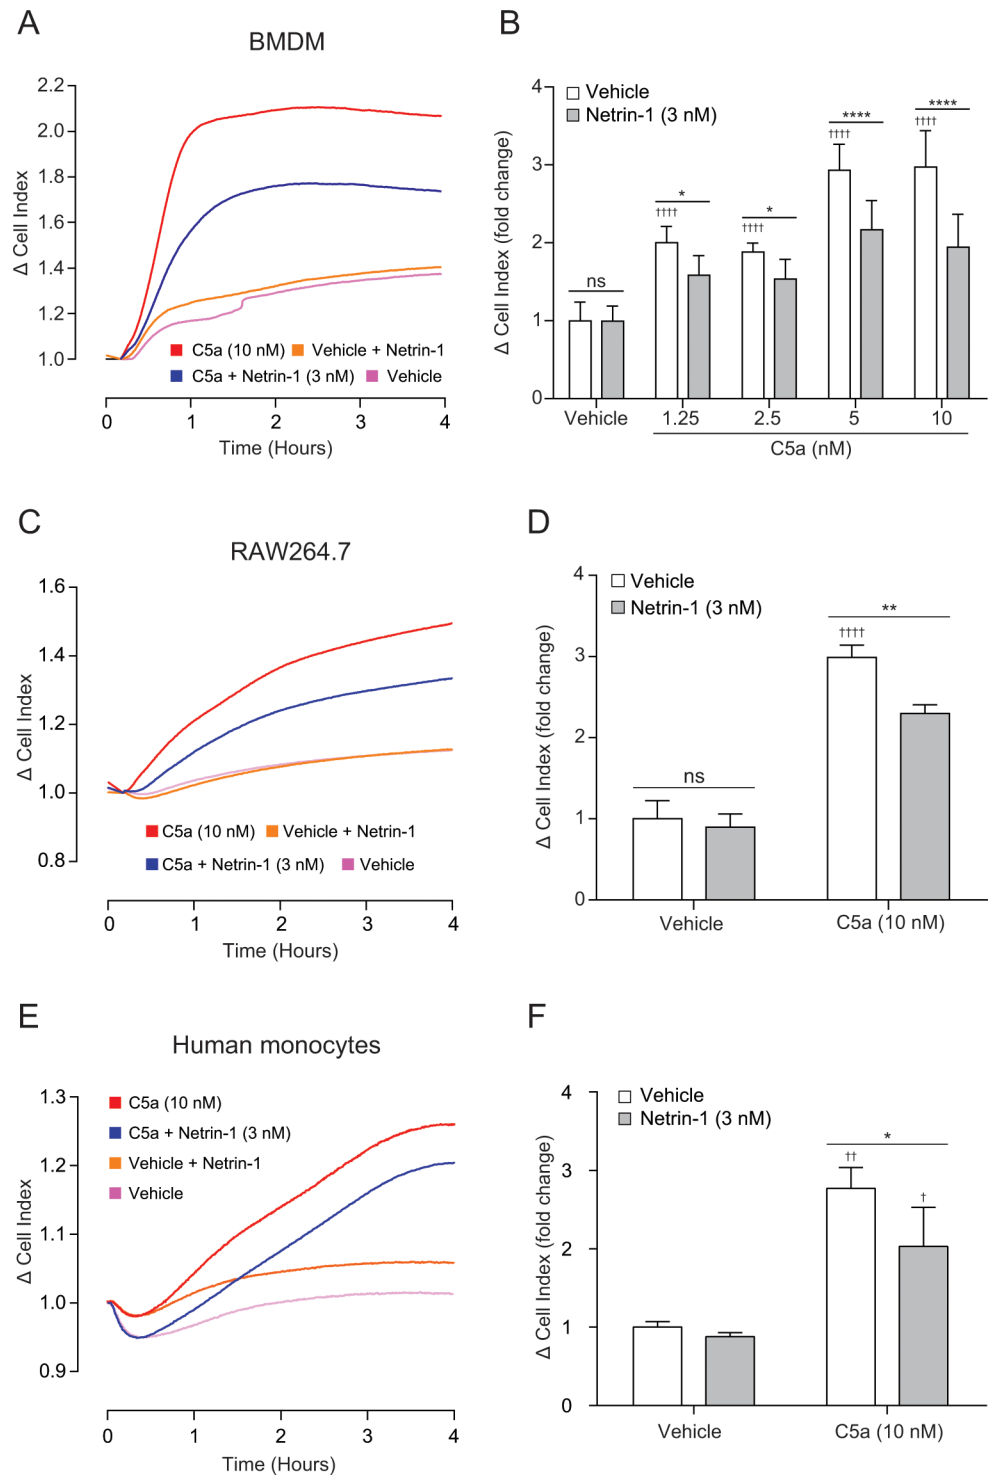 A
BMDM
Δ Cell Index
2.2
2.0
1.8
1.6
1.4
1.2
1.0
C5a (10 nM) Vehicle + Netrin-1
C5a + Netrin-1 (3 nM) Vehicle
0 1 2 3 4
Time (Hours)
B
Δ Cell Index (fold change)
4
3
2
1
0
Vehicle
Netrin-1 (3 nM)
ns
*
††††
*
††††
****
††††
****
††††
Vehicle 1.25 2.5 5 10
C5a (nM)
C
RAW264.7
Δ Cell Index
1.6
1.4
1.2
1.0
0.8
C5a (10 nM) Vehicle + Netrin-1
C5a + Netrin-1 (3 nM) Vehicle
0 1 2 3 4
Time (Hours)
D
Δ Cell Index (fold change)
4
3
2
1
0
Vehicle
Netrin-1 (3 nM)
ns
**
††††
Vehicle C5a (10 nM)
E
Human monocytes
Δ Cell Index
1.3
1.2
1.1
1.0
0.9
C5a (10 nM)
C5a + Netrin-1 (3 nM)
Vehicle + Netrin-1
Vehicle
0 1 2 3 4
Time (Hours)
F
Δ Cell Index (fold change)
4
3
2
1
0
Vehicle
Netrin-1 (3 nM)
*
††
†
Vehicle C5a (10 nM)